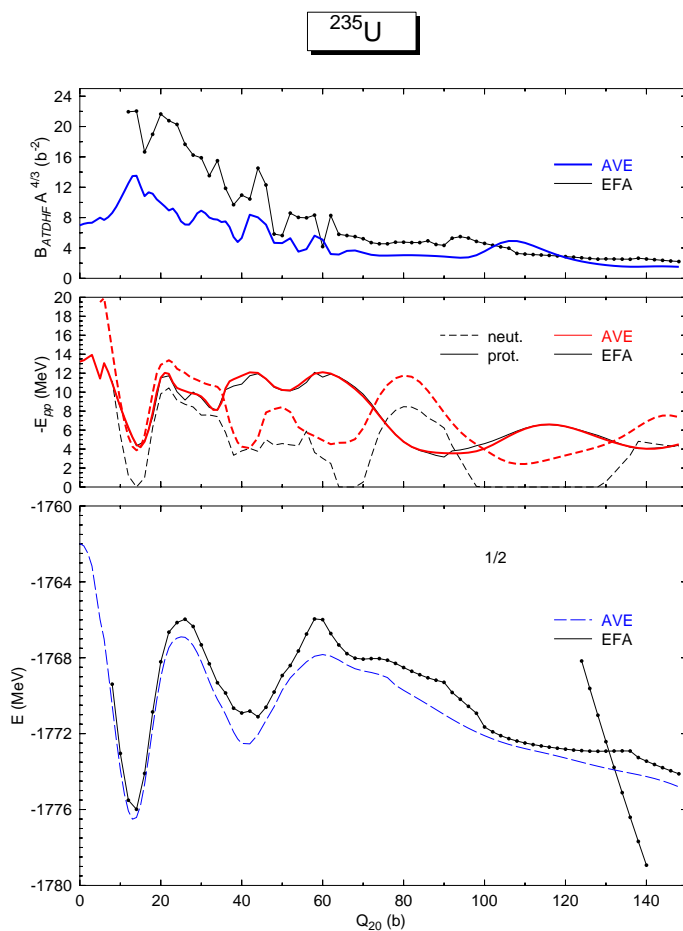 235U
24
20
16
12
8
4
0
B_ATDHF A^4/3 (b^-2)
AVE
EFA
20
18
16
14
12
10
8
6
4
2
0
-E_pp (MeV)
neut. AVE
prot. EFA
-1760
-1764
-1768
-1772
-1776
-1780
E (MeV)
1/2
AVE
EFA
0 20 40 60 80 100 120 140
Q20 (b)